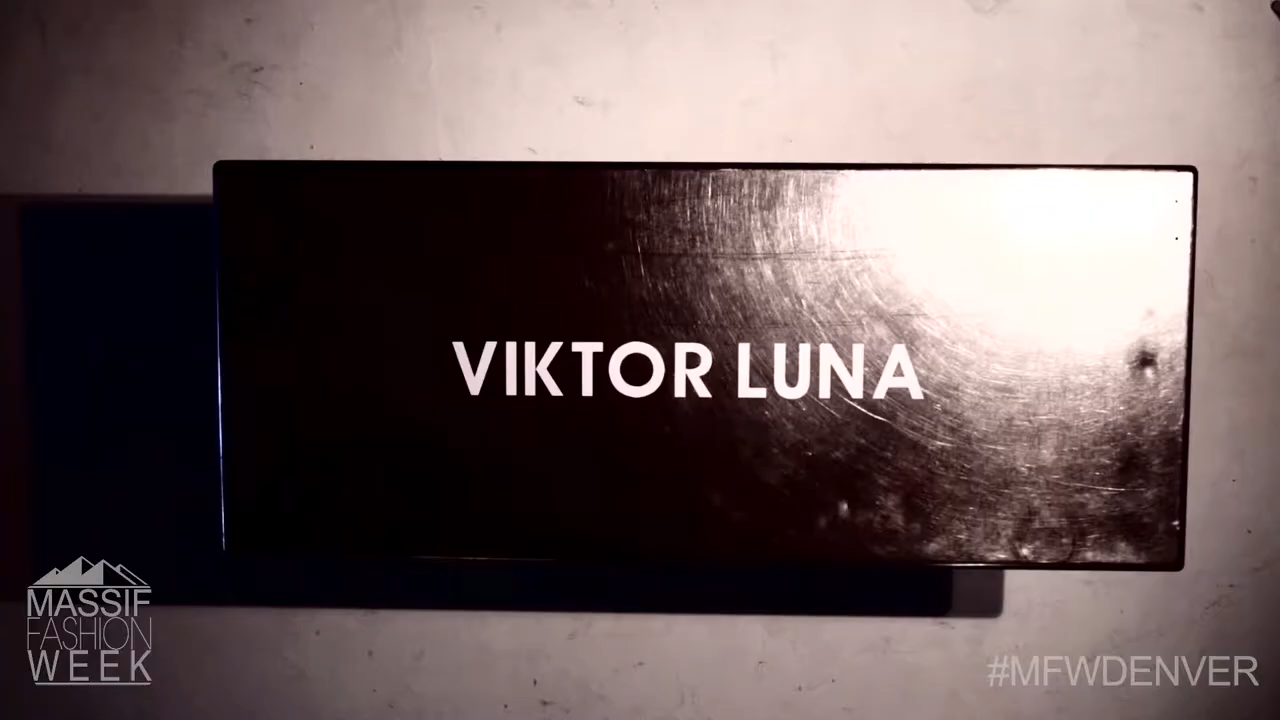 VIKTOR LUNA
MASSIF
FASHION
WEEK
#MFWDENVER